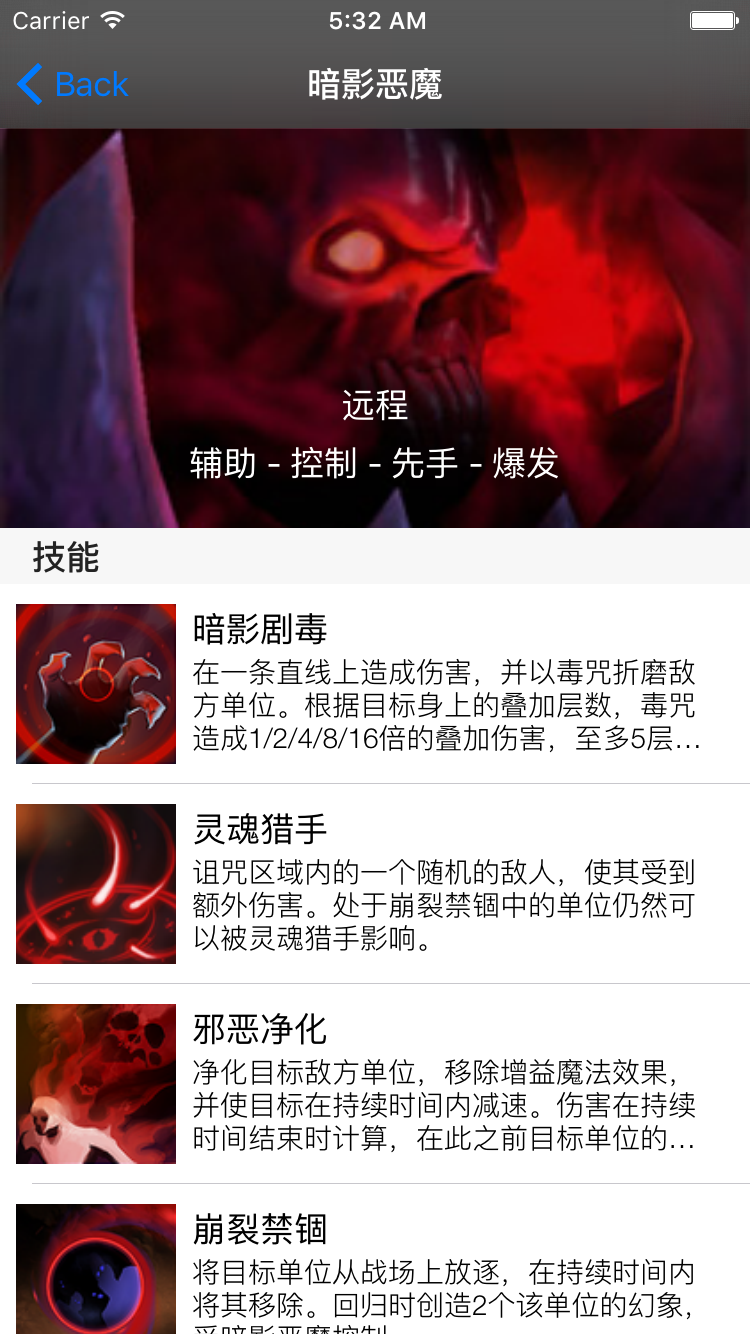 Carrier 5:32 AM
Back 暗影恶魔
远程
辅助 - 控制 - 先手 - 爆发
技能
暗影剧毒
在一条直线上造成伤害，并以毒咒折磨敌
方单位。根据目标身上的叠加层数，毒咒
造成1/2/4/8/16倍的叠加伤害，至多5层…
灵魂猎手
诅咒区域内的一个随机的敌人，使其受到
额外伤害。处于崩裂禁锢中的单位仍然可
以被灵魂猎手影响。
邪恶净化
净化目标敌方单位，移除增益魔法效果，
并使目标在持续时间内减速。伤害在持续
时间结束时计算，在此之前目标单位的…
崩裂禁锢
将目标单位从战场上放逐，在持续时间内
将其移除。回归时创造2个该单位的幻象，
受暗影恶魔控制